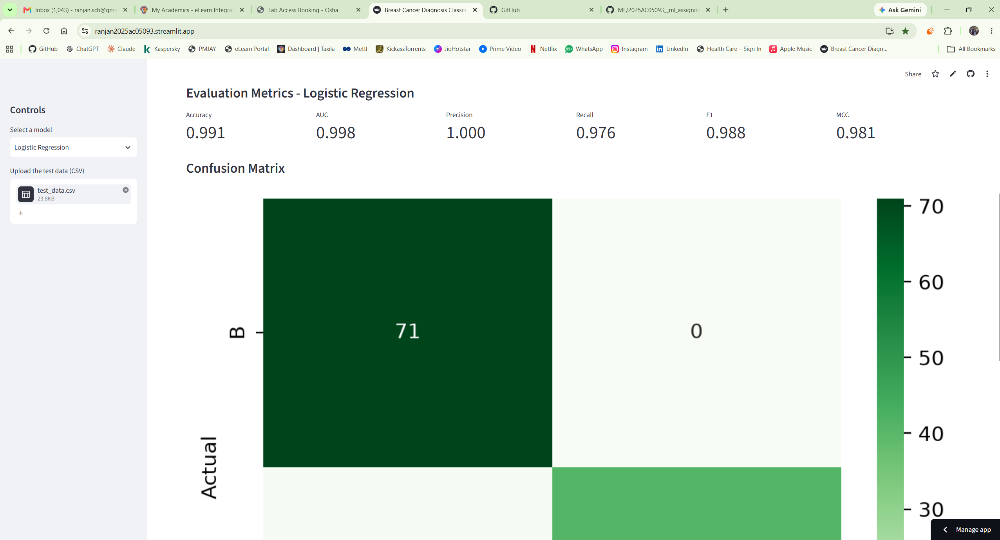 Inbox (1,043) - ranjan.sch@gma
My Academics - eLearn Integrat
Lab Access Booking - Osha
Breast Cancer Diagnosis Classifi
GitHub
ML/2025AC05093__ml_assignm
Ask Gemini
ranjan2025ac05093.streamlit.app
GitHub
ChatGPT
Claude
Kaspersky
PMJAY
eLearn Portal
Dashboard | Taxila
Mettl
KickassTorrents
JioHotstar
Prime Video
Netflix
99+
WhatsApp
Instagram
LinkedIn
Health Care – Sign In
Apple Music
Breast Cancer Diagn...
All Bookmarks
Share
Controls
Select a model
Logistic Regression
Upload the test data (CSV)
test_data.csv
23.8KB
Evaluation Metrics - Logistic Regression
Accuracy
0.991
AUC
0.998
Precision
1.000
Recall
0.976
F1
0.988
MCC
0.981
Confusion Matrix
B
71
0
Actual
70
60
50
40
30
Manage app